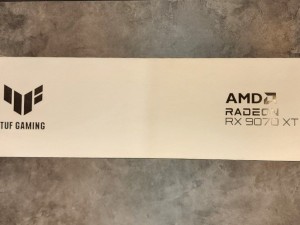 TUF GAMING
AMD
RADEON
RX 9070 XT